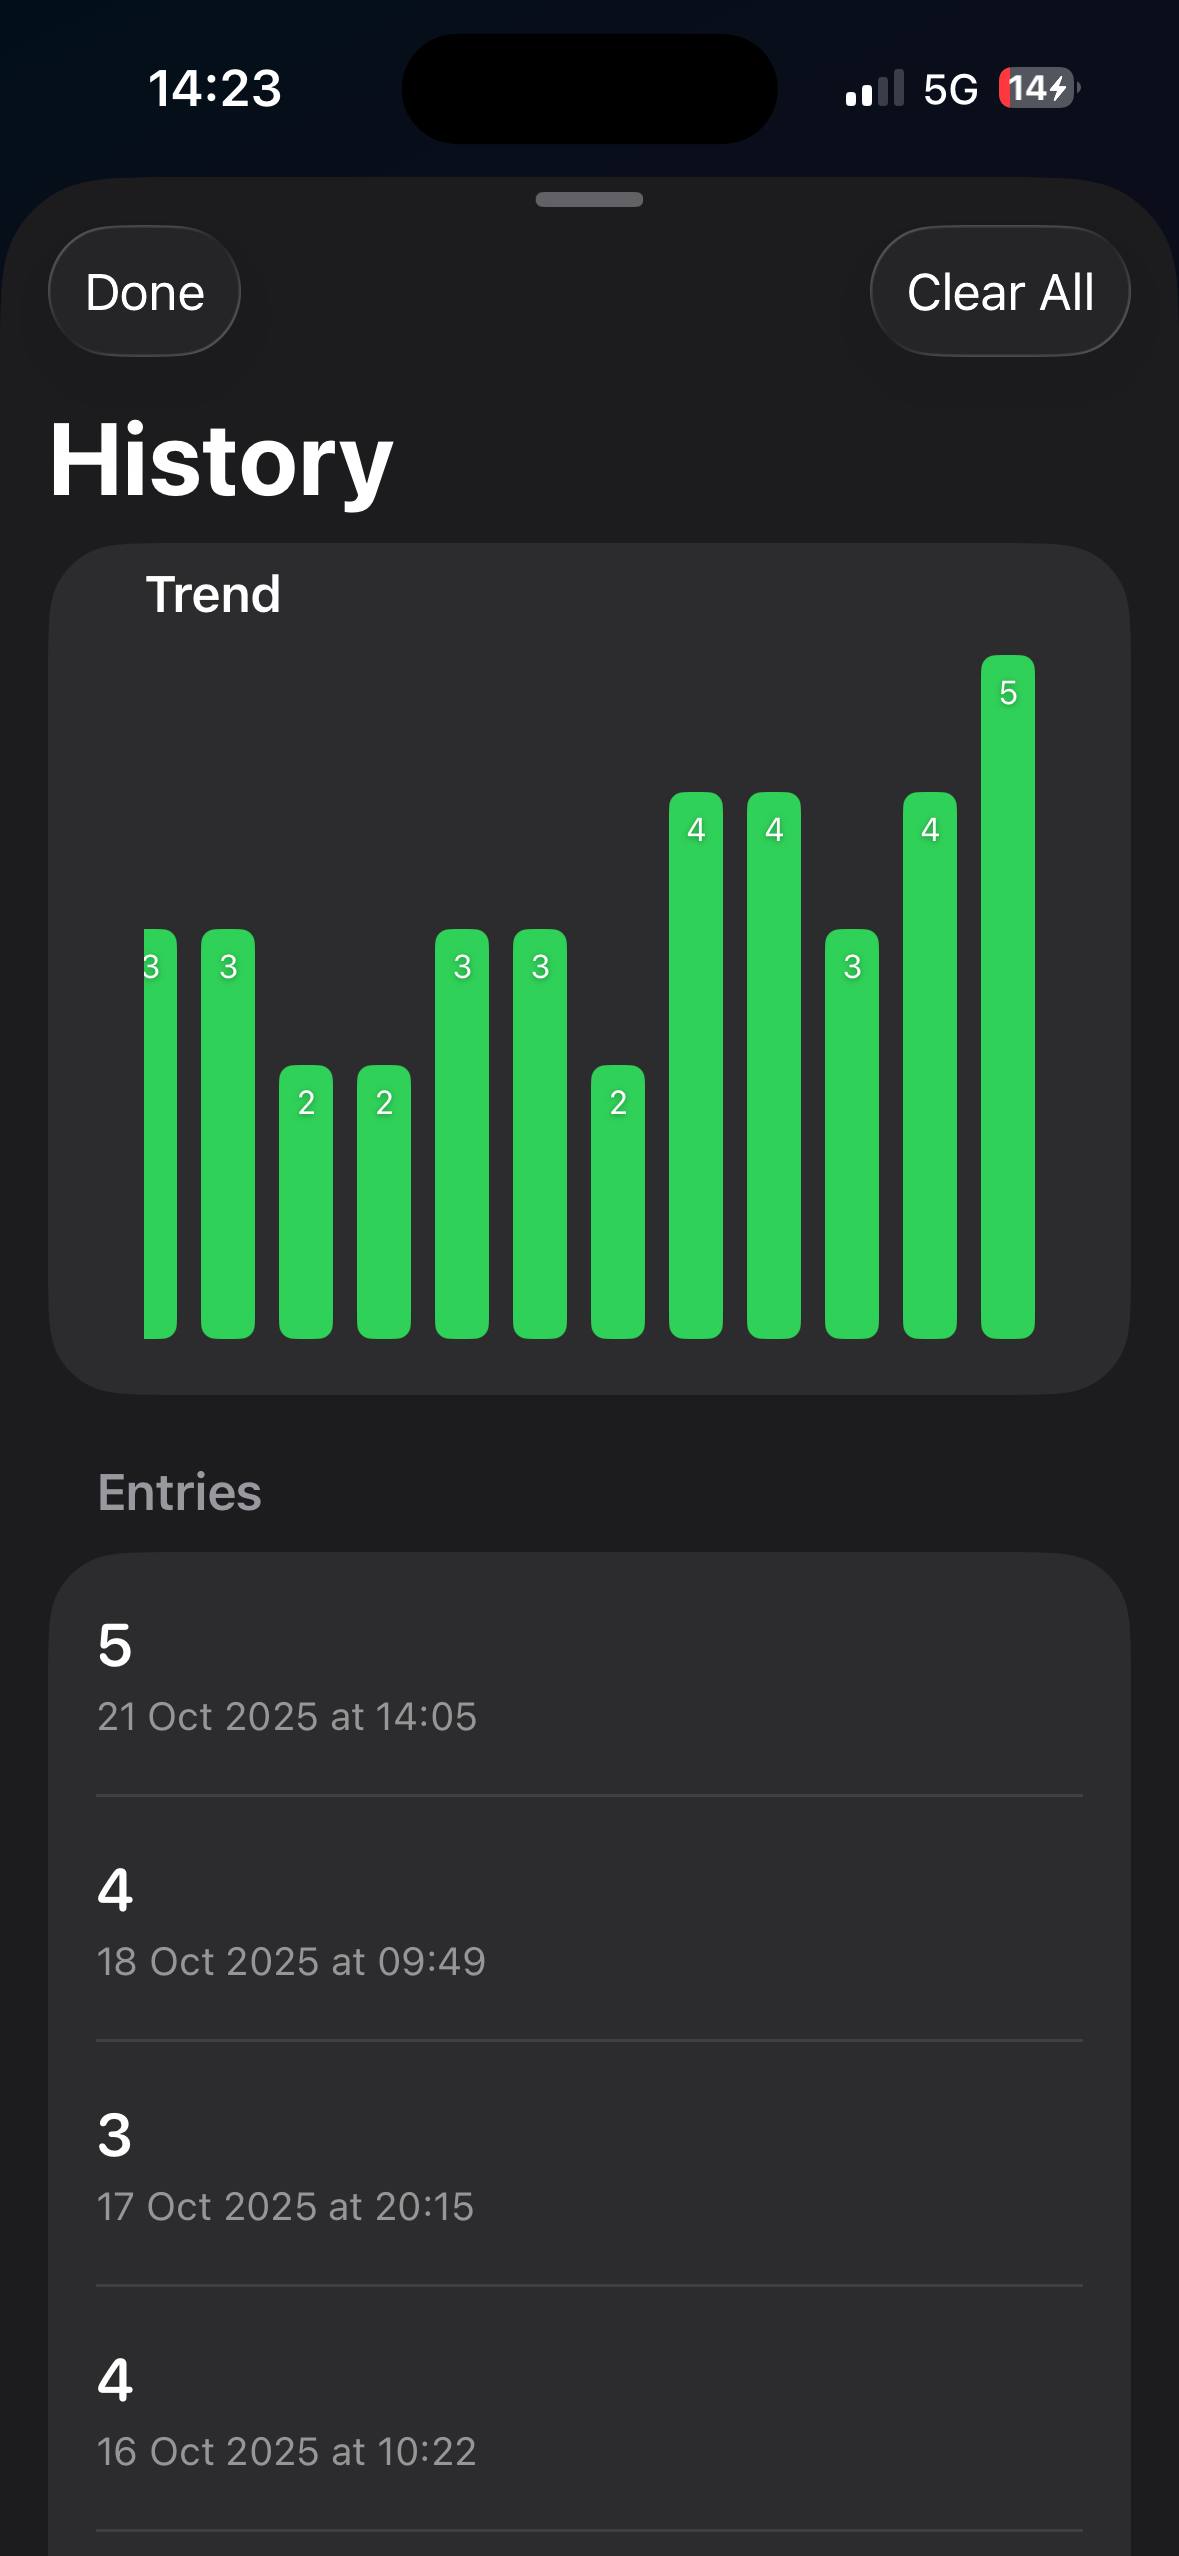 14:23 5G 14
Done Clear All
History
Trend
5
4 4 4
3 3 3 3 3
2 2 2
Entries
5
21 Oct 2025 at 14:05
4
18 Oct 2025 at 09:49
3
17 Oct 2025 at 20:15
4
16 Oct 2025 at 10:22